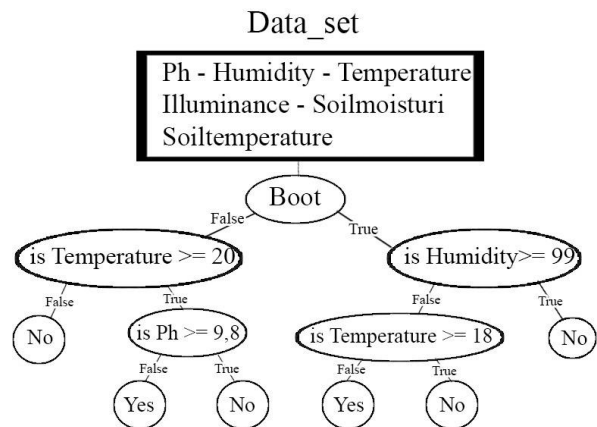 Data_set
Ph - Humidity - Temperature
Illuminance - Soilmoisturi
Soiltemperature
Boot
False
True
is Temperature >= 20
is Humidity>= 99
False
True
False
True
No
is Ph >= 9,8
is Temperature >= 18
No
False
True
False
True
Yes
No
Yes
No